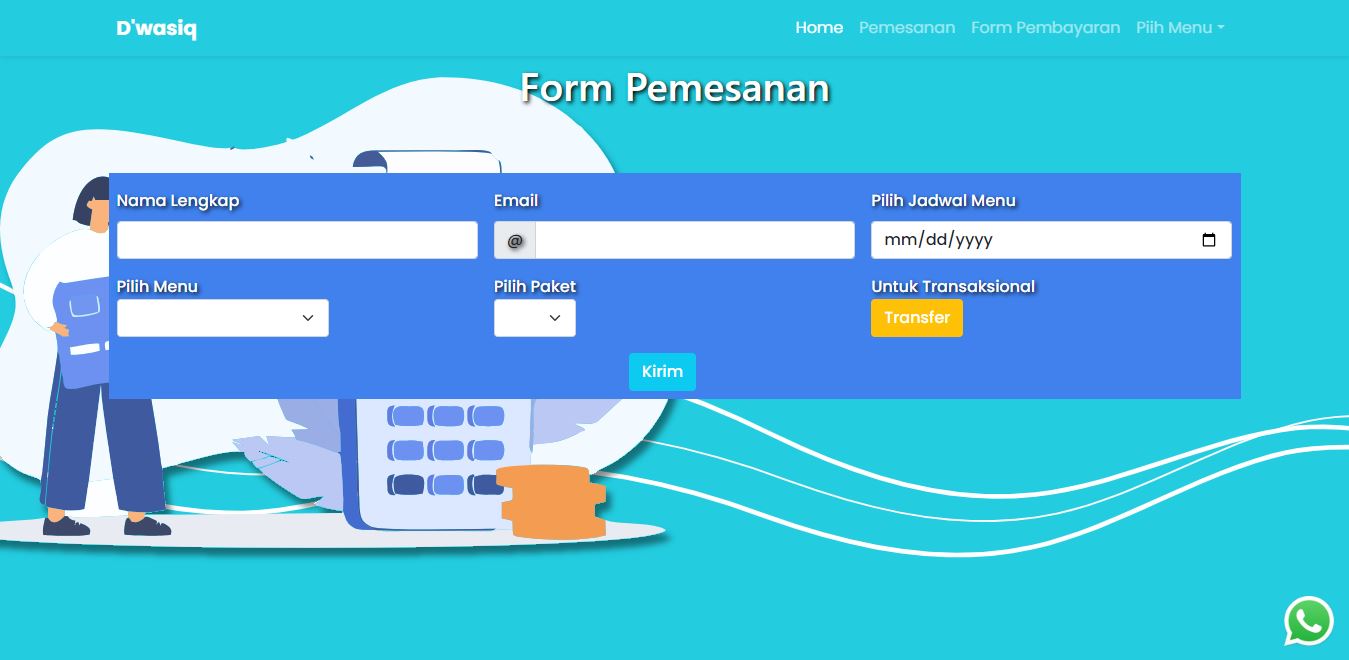 D'wasiq
Home Pemesanan Form Pembayaran Piih Menu
Form Pemesanan
Nama Lengkap Email Pilih Jadwal Menu
@ mm/dd/yyyy
Pilih Menu Pilih Paket Untuk Transaksional
Transfer
Kirim